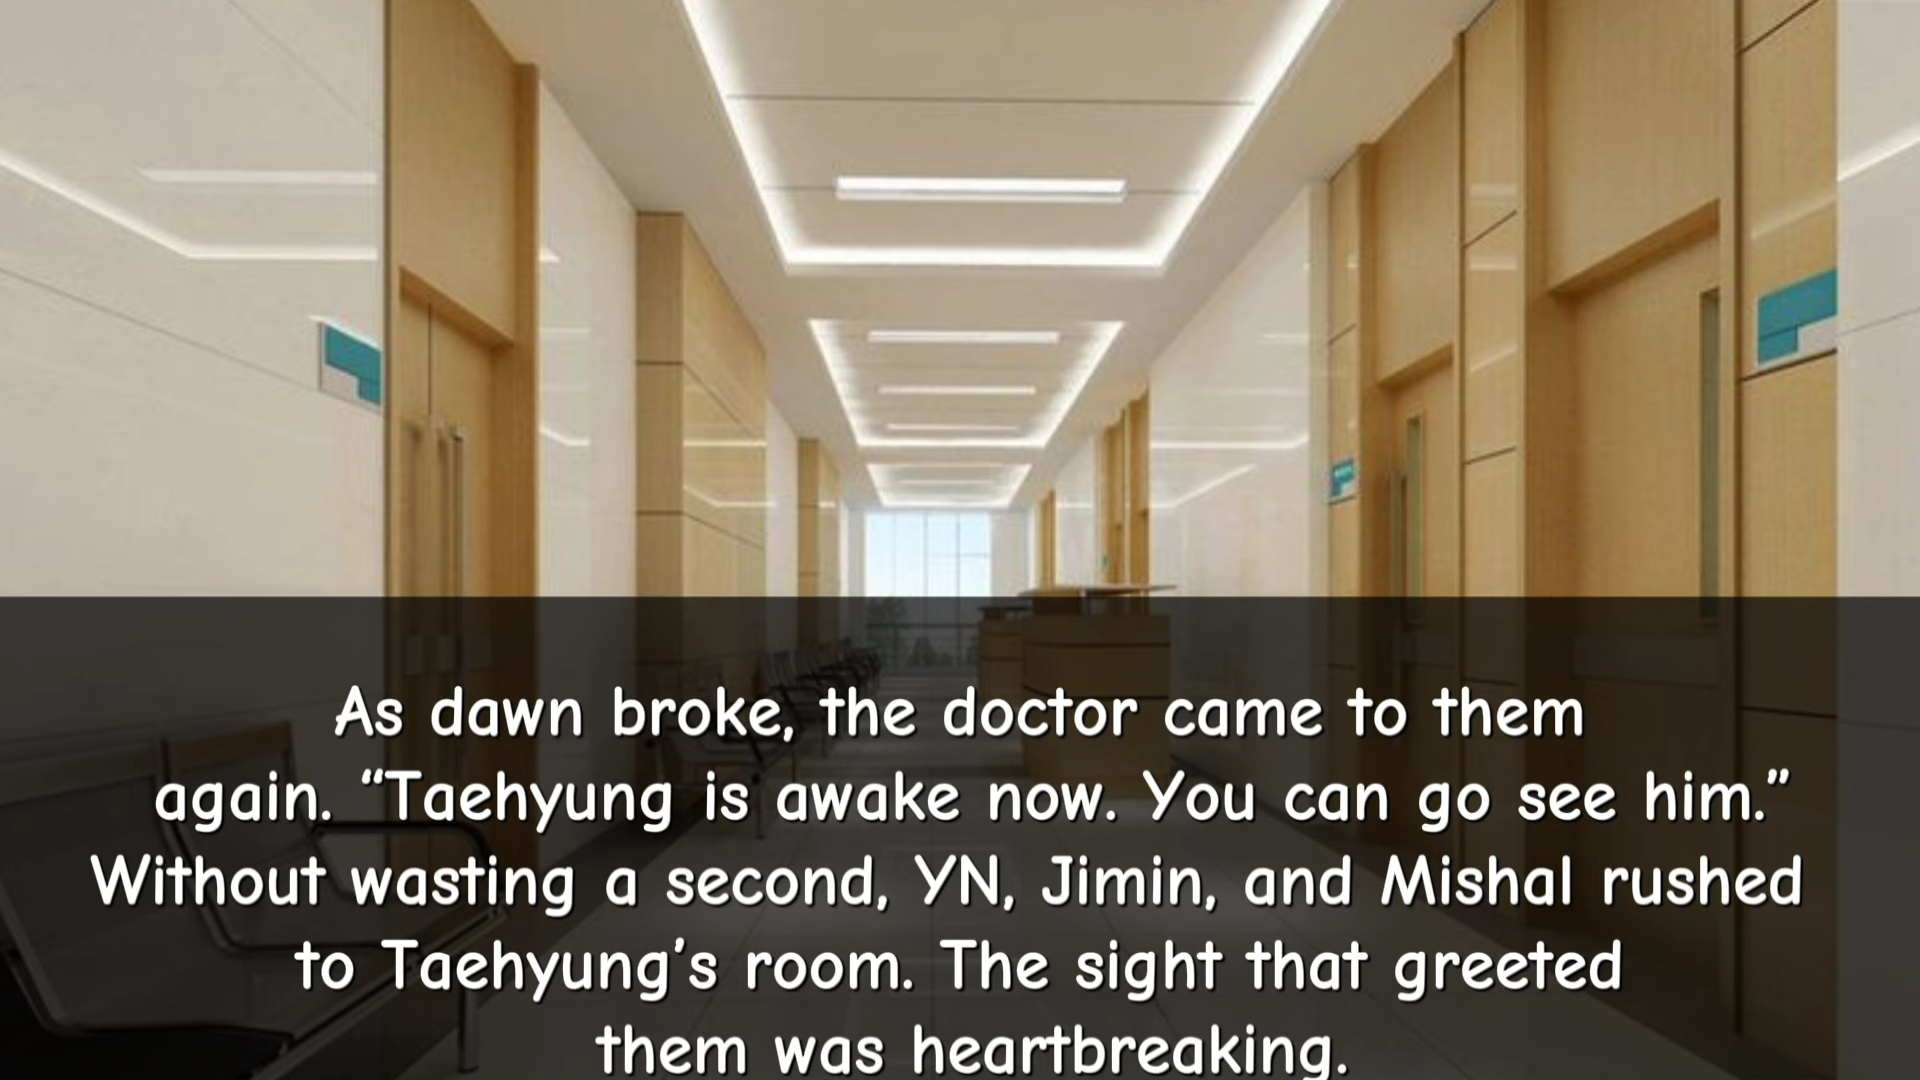 As dawn broke, the doctor came to them
again. “Taehyung is awake now. You can go see him.”
Without wasting a second, YN, Jimin, and Mishal rushed
to Taehyung’s room. The sight that greeted
them was heartbreaking.